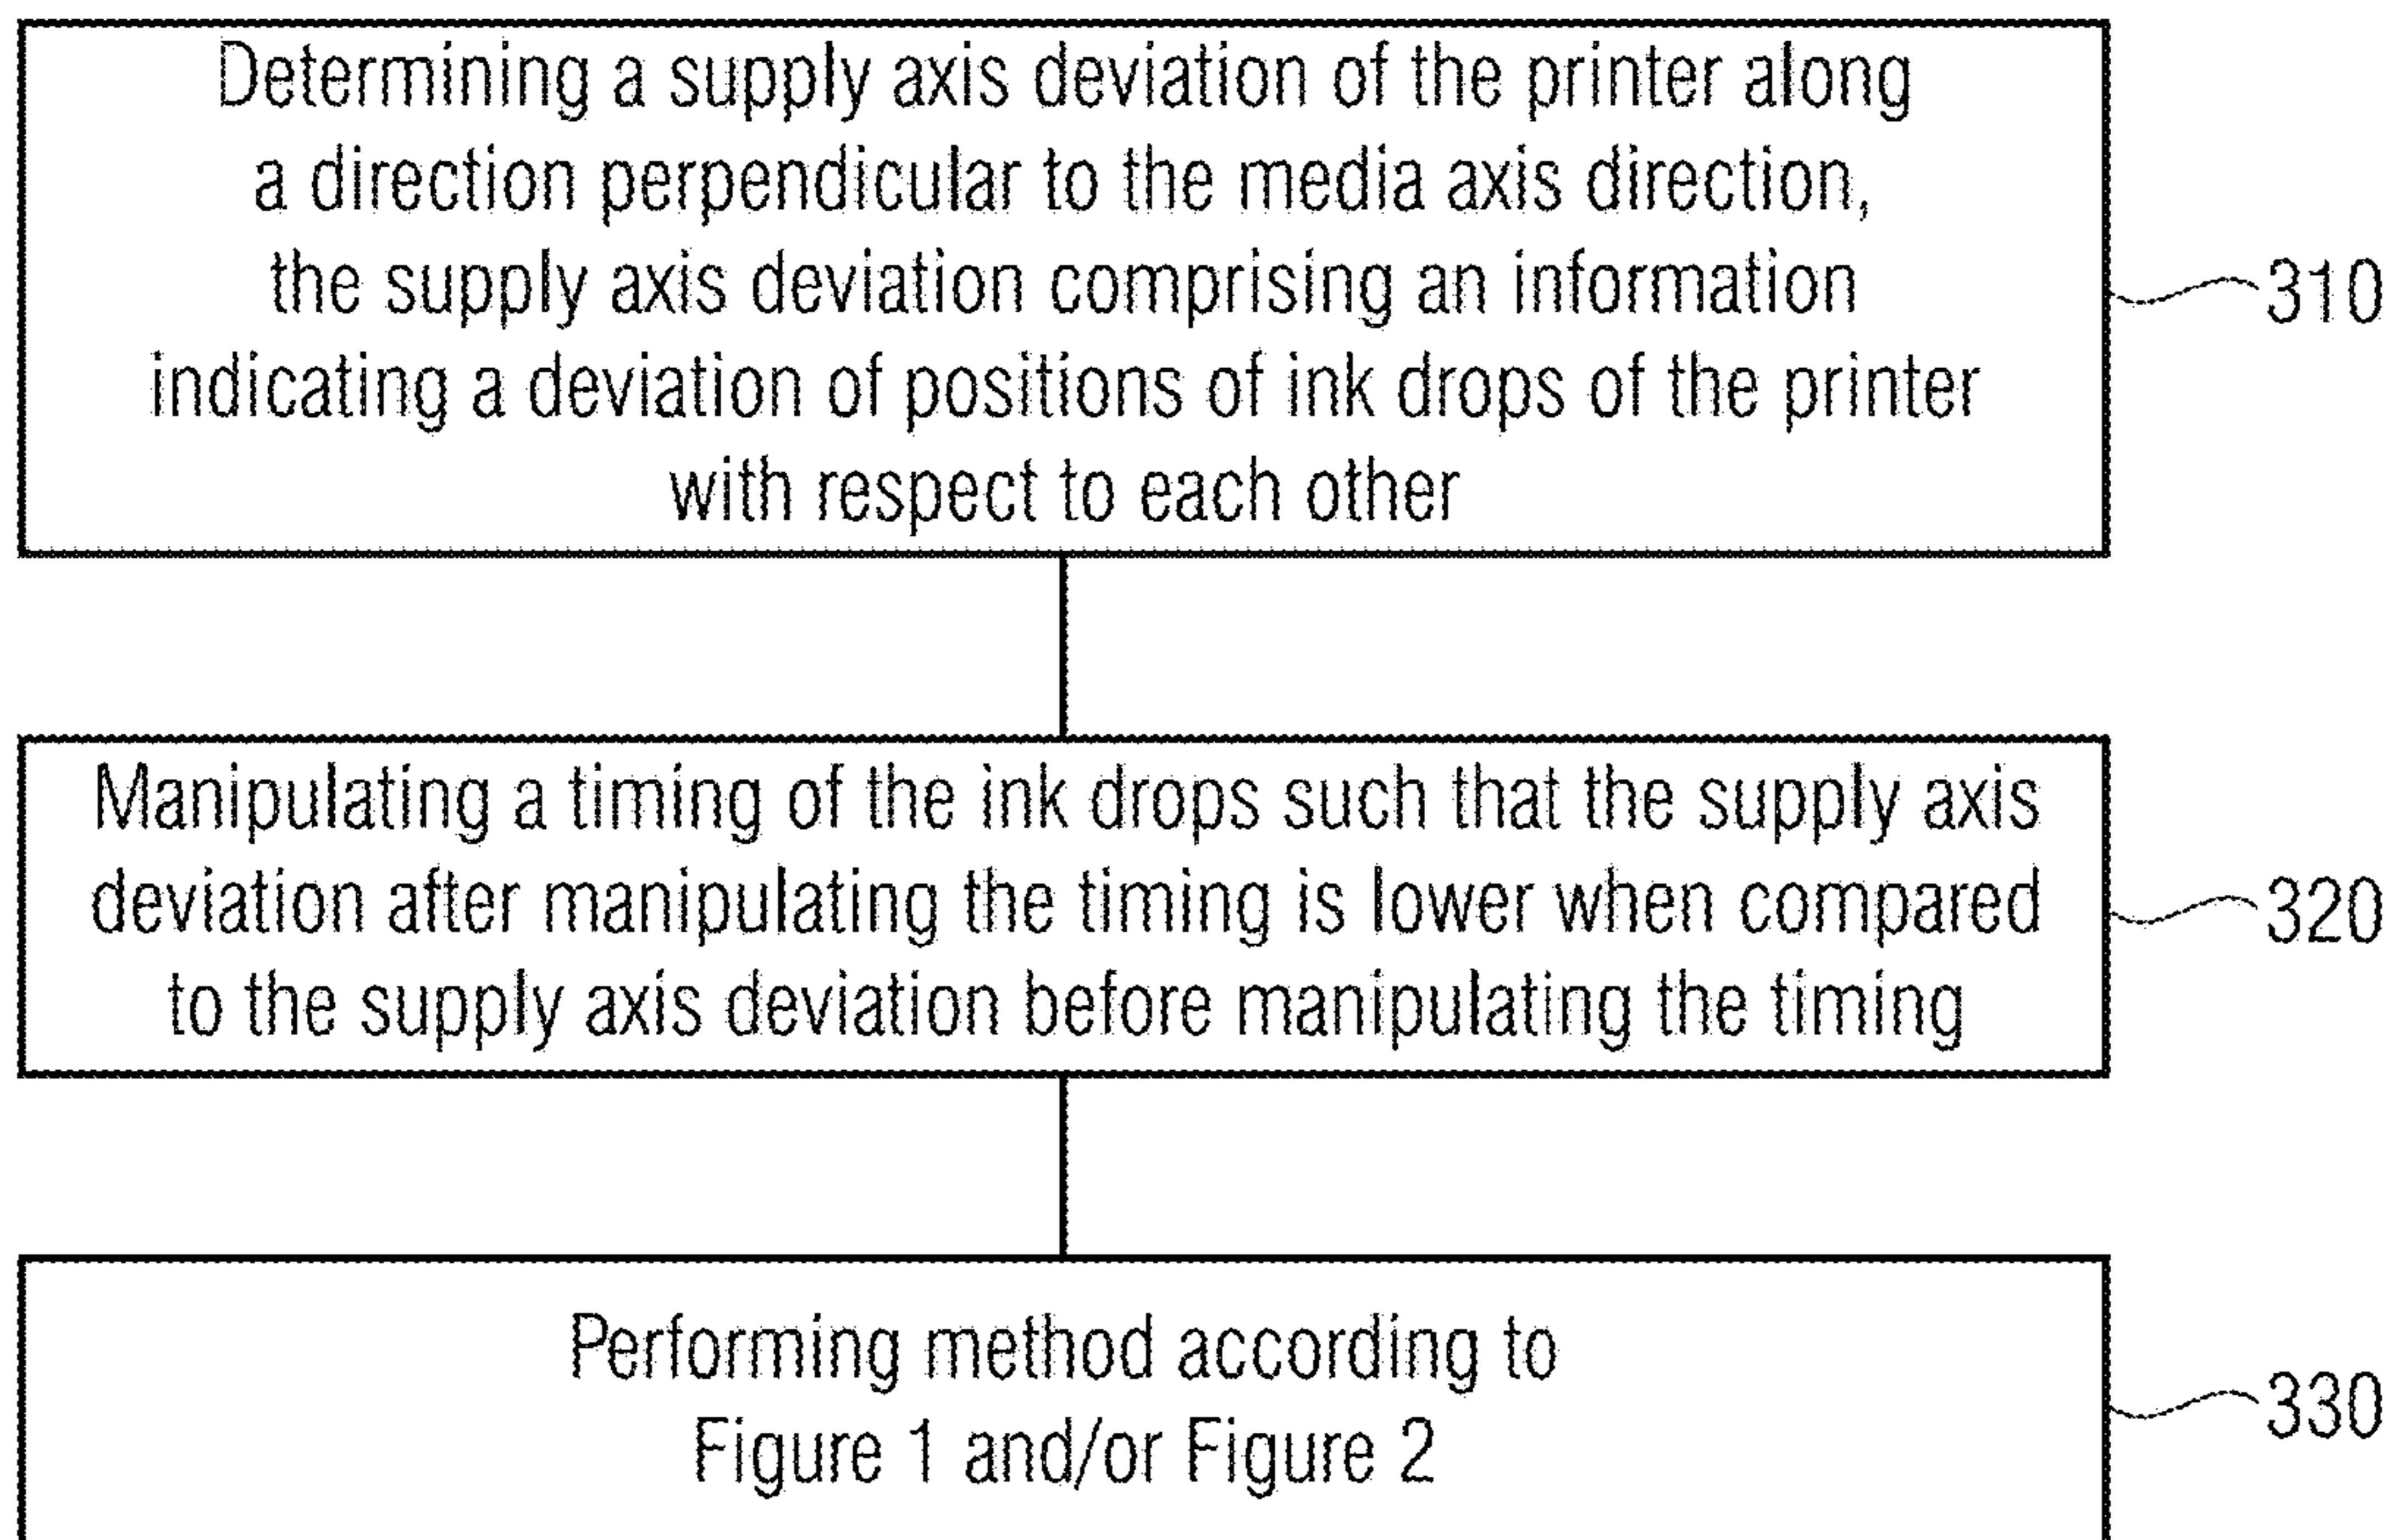 Determining a supply axis deviation of the printer along
a direction perpendicular to the media axis direction,
the supply axis deviation comprising an information
indicating a deviation of positions of ink drops of the printer
with respect to each other
310
Manipulating a timing of the ink drops such that the supply axis
deviation after manipulating the timing is lower when compared
to the supply axis deviation before manipulating the timing
320
Performing method according to
Figure 1 and/or Figure 2
330